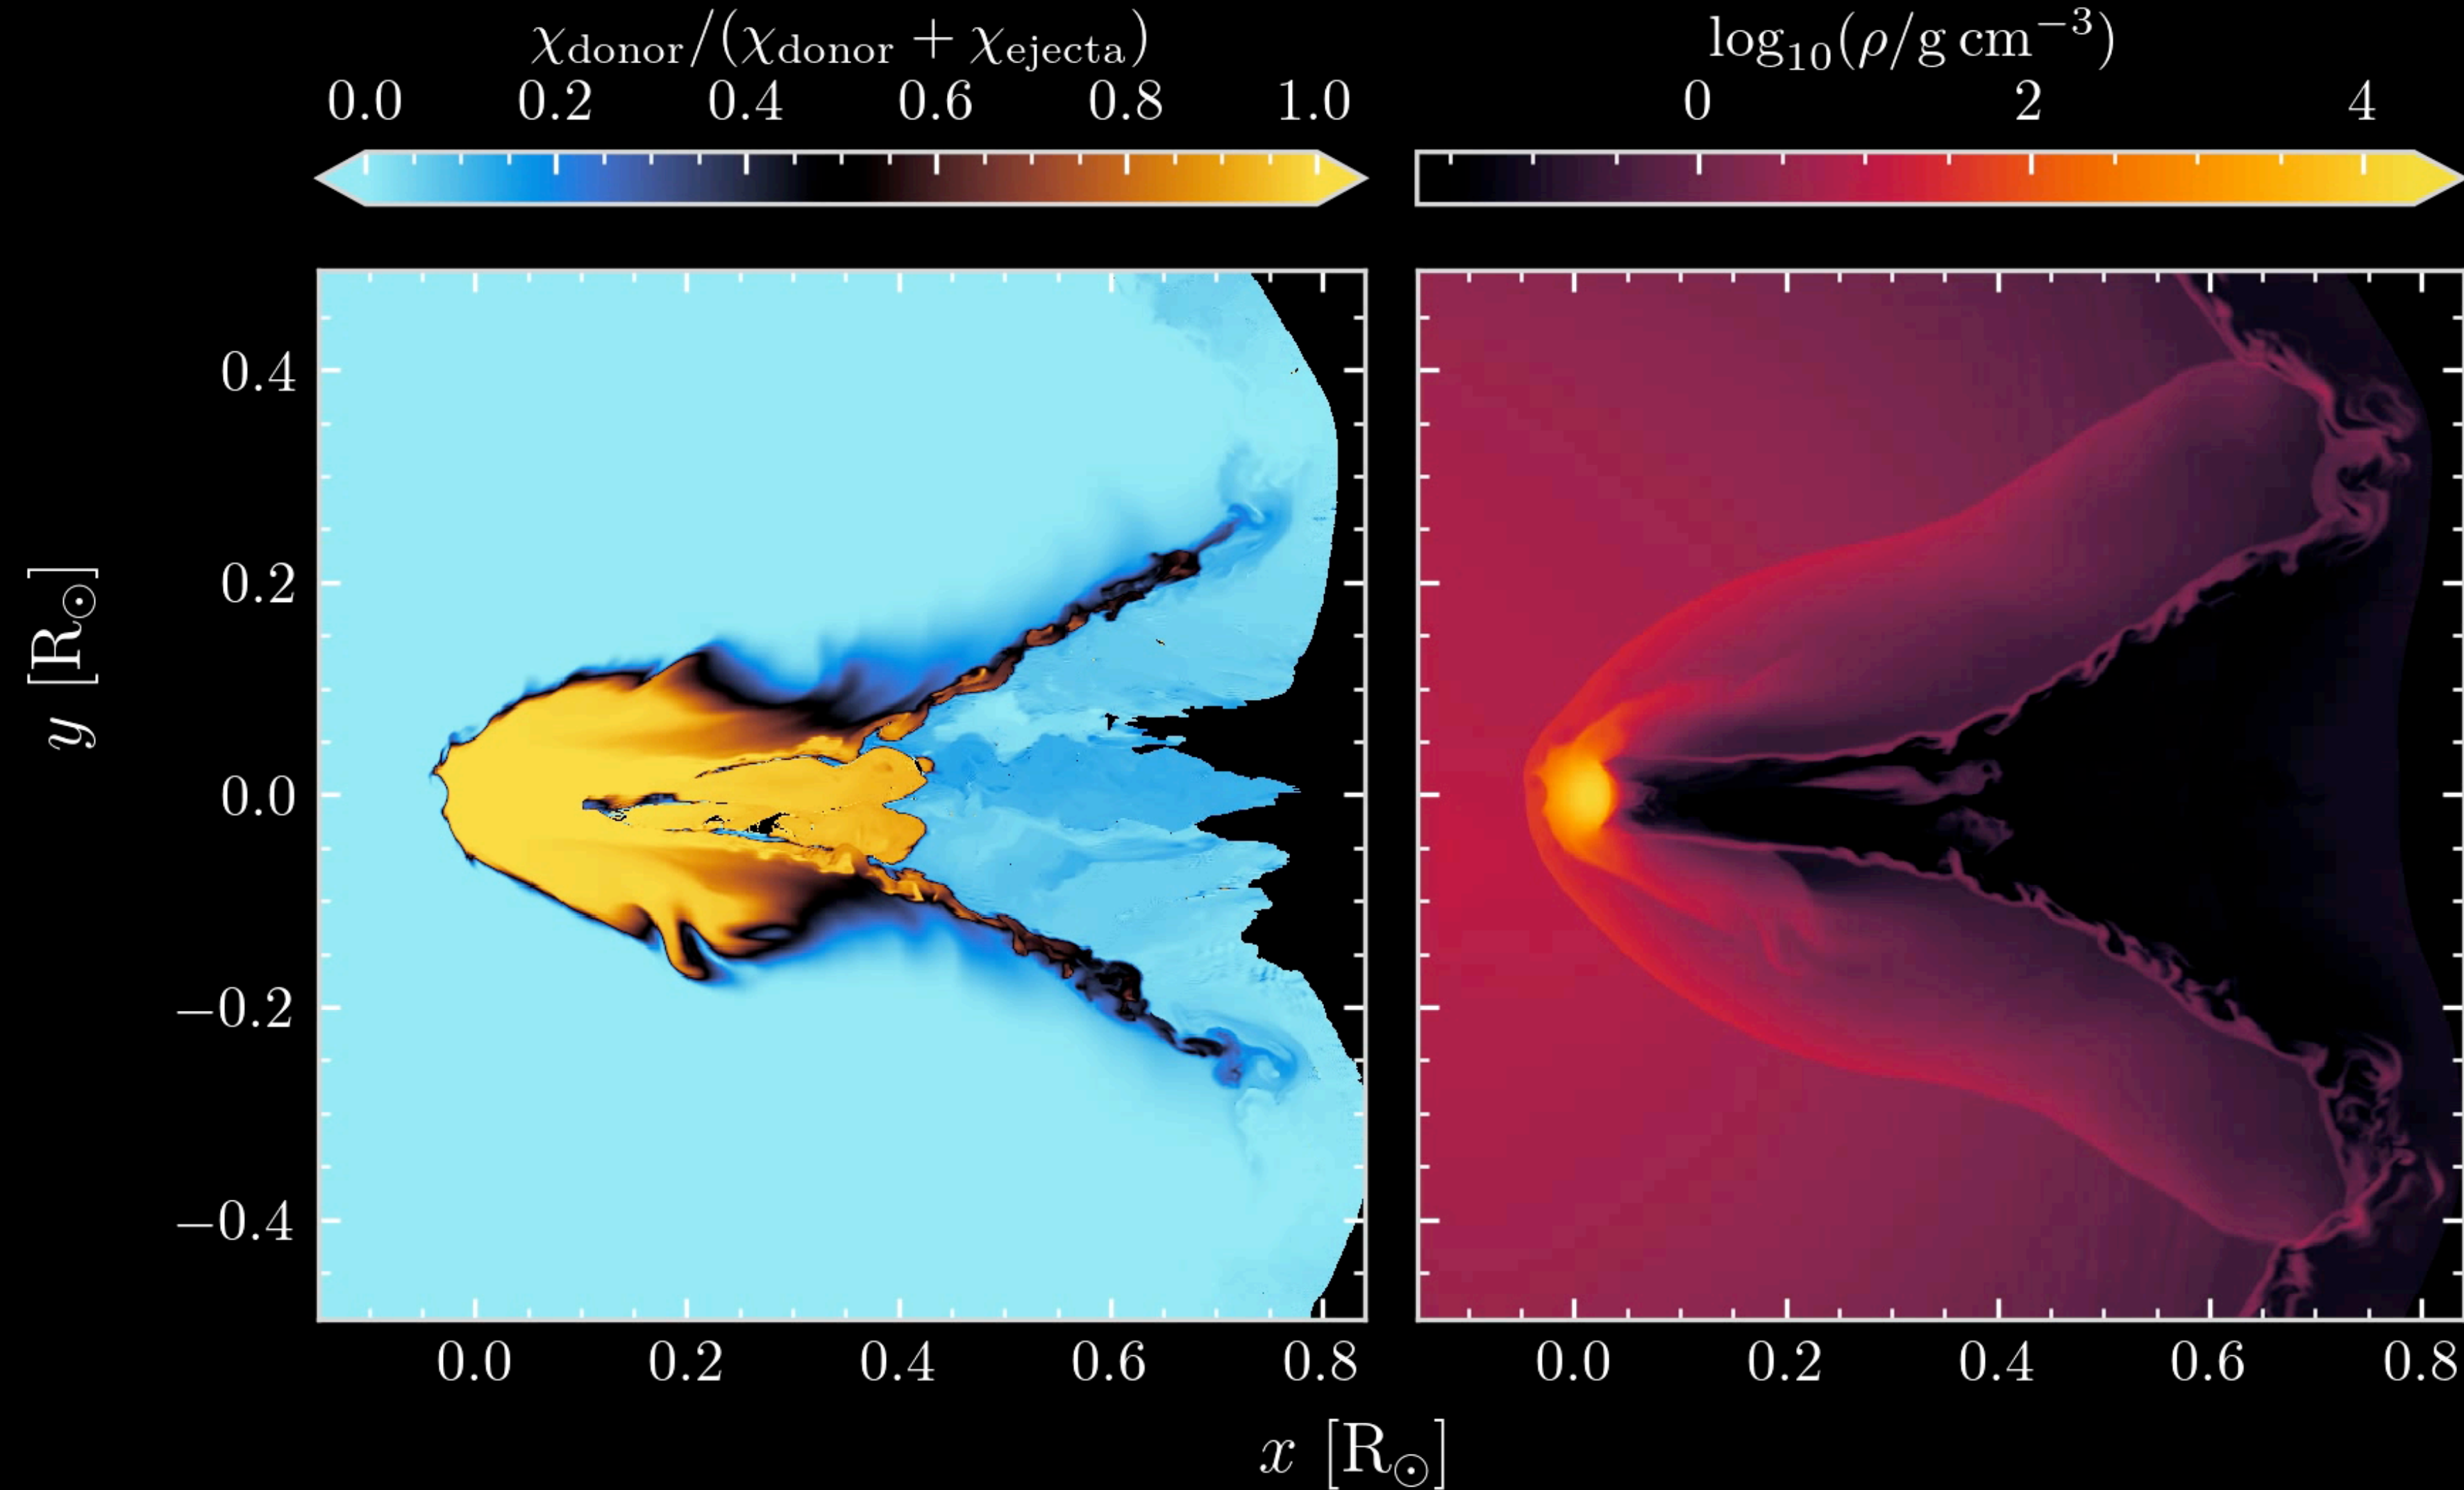 χdonor/(χdonor + χejecta)
0.0 0.2 0.4 0.6 0.8 1.0
log₁₀(ρ/g cm⁻³)
0 2 4
y [R☉]
0.4
0.2
0.0
−0.2
−0.4
0.0 0.2 0.4 0.6 0.8
0.0 0.2 0.4 0.6 0.8
x [R☉]